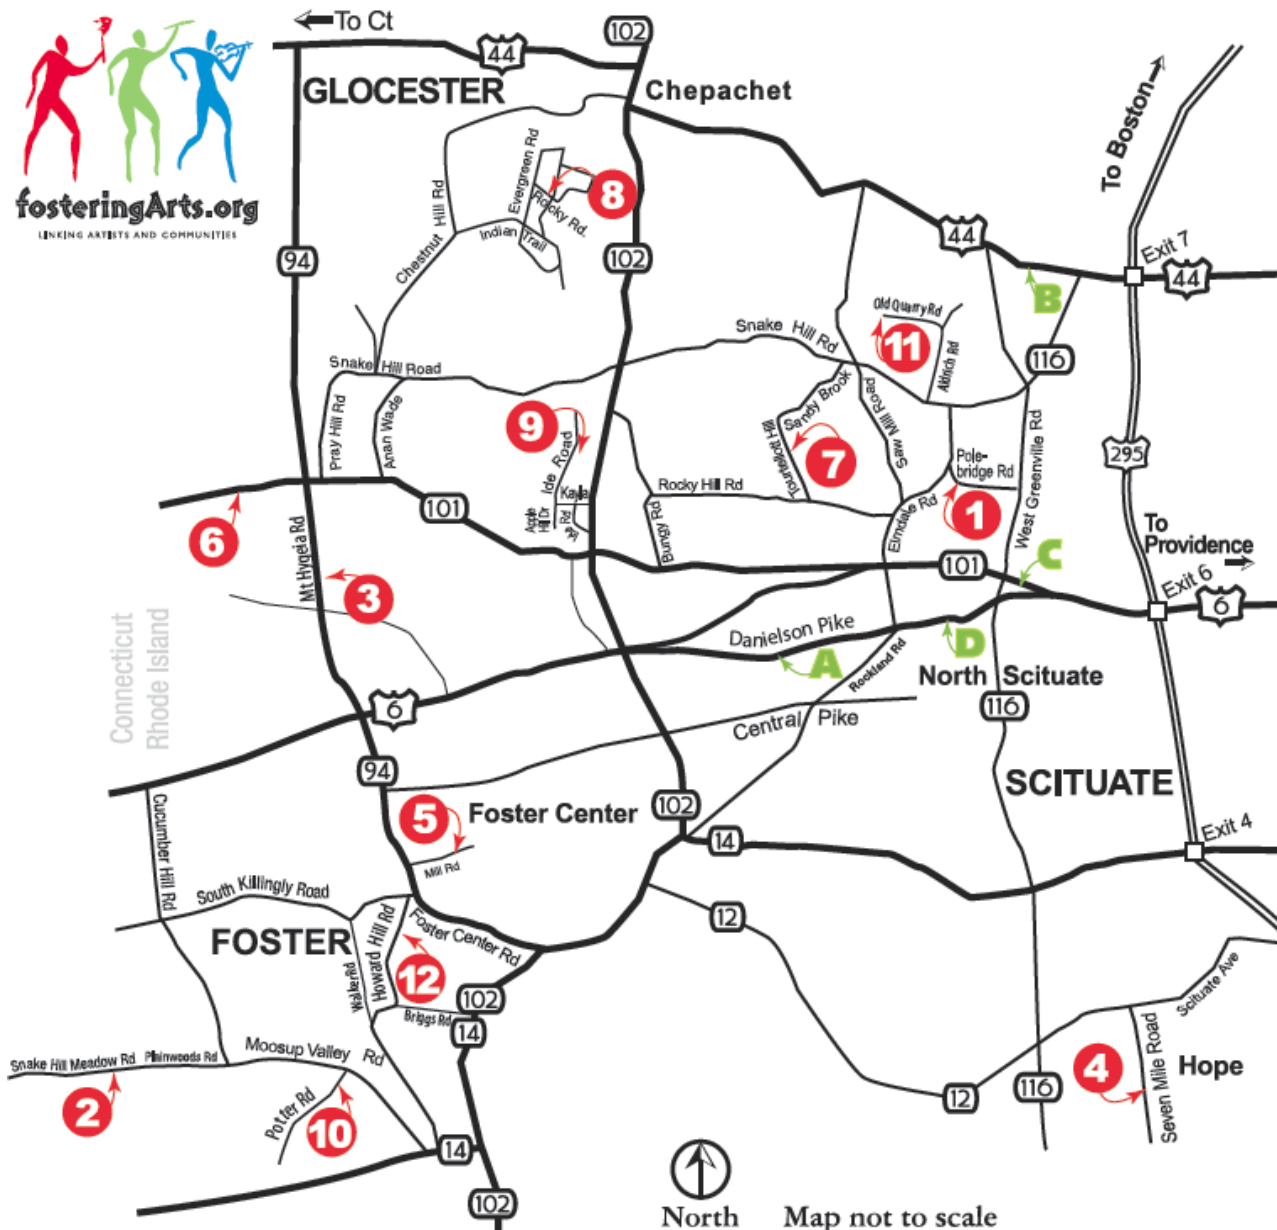 To Ct
102
44
GLOCESTER
Chepachet
fosteringArts.org
LINKING ARTISTS AND COMMUNITIES
To Boston
Evergreen Rd
Rocky Rd.
8
Chestnut Hill Rd
Indian Trail
94
102
44
Exit 7
44
B
Old Quarry Rd
11
Snake Hill Rd
116
Aldrich Rd
Snake Hill Road
Pray Hill Rd
Anan Wade
9
Ide Road
Sandy Brook
Tourtellott Hill
7
Saw Mill Road
Pole-
bridge Rd
West Greenville Rd
295
Rocky Hill Rd
Kayla
Apple
Hill Dr
Rd
Bungy Rd
Elmdale Rd
1
101
6
Mt Hygeia Rd
To
Providence
101
C
Exit 6
6
3
Connecticut
Rhode Island
Danielson Pike
A
D
Rockland Rd
North Scituate
6
Central Pike
116
94
SCITUATE
5
Foster Center
102
Mill Rd
14
Exit 4
Cucumber Hill Rd
South Killingly Road
FOSTER
Howard Hill Rd
Foster Center Rd
Walker Rd
12
12
102
Briggs Rd
14
Scituate Ave
Seven Mile Road
Hope
4
Moosup Valley Rd
Snake Hill Meadow Rd
Plainwoods Rd
2
Potter Rd
10
12
116
14
102
North
Map not to scale